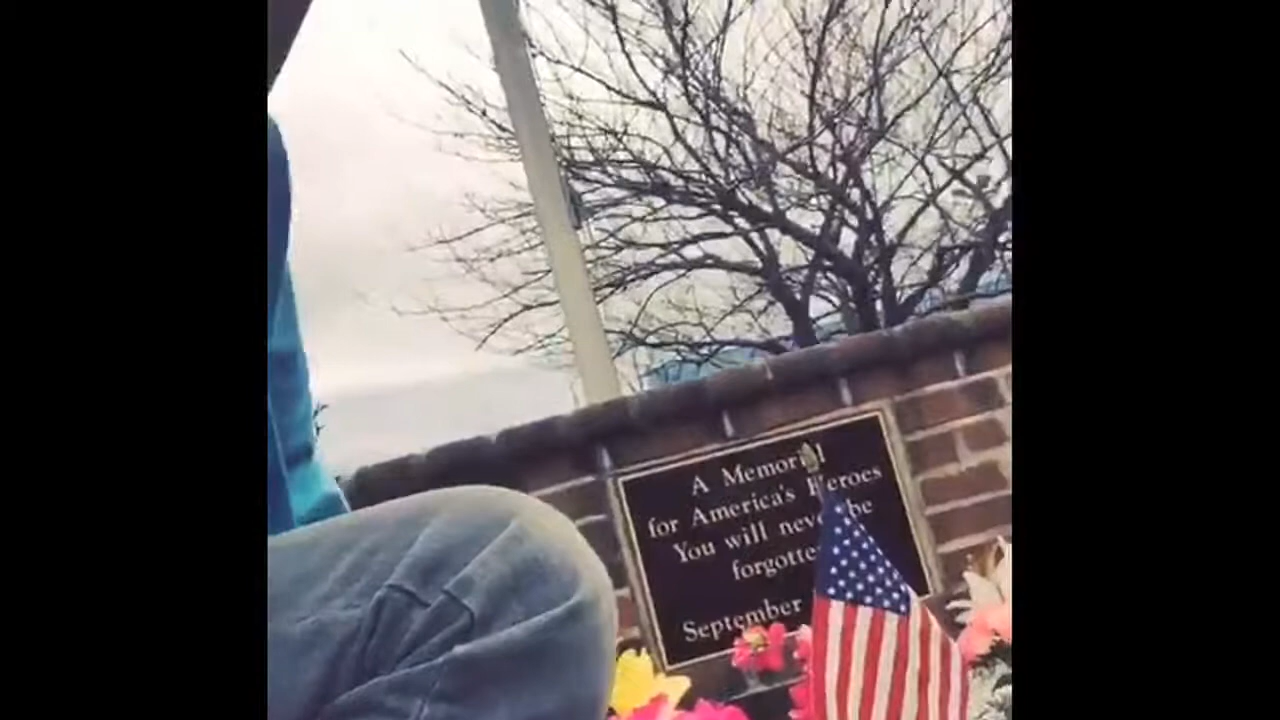 A Memorial
for America's Heroes
You will never be
forgotten
September